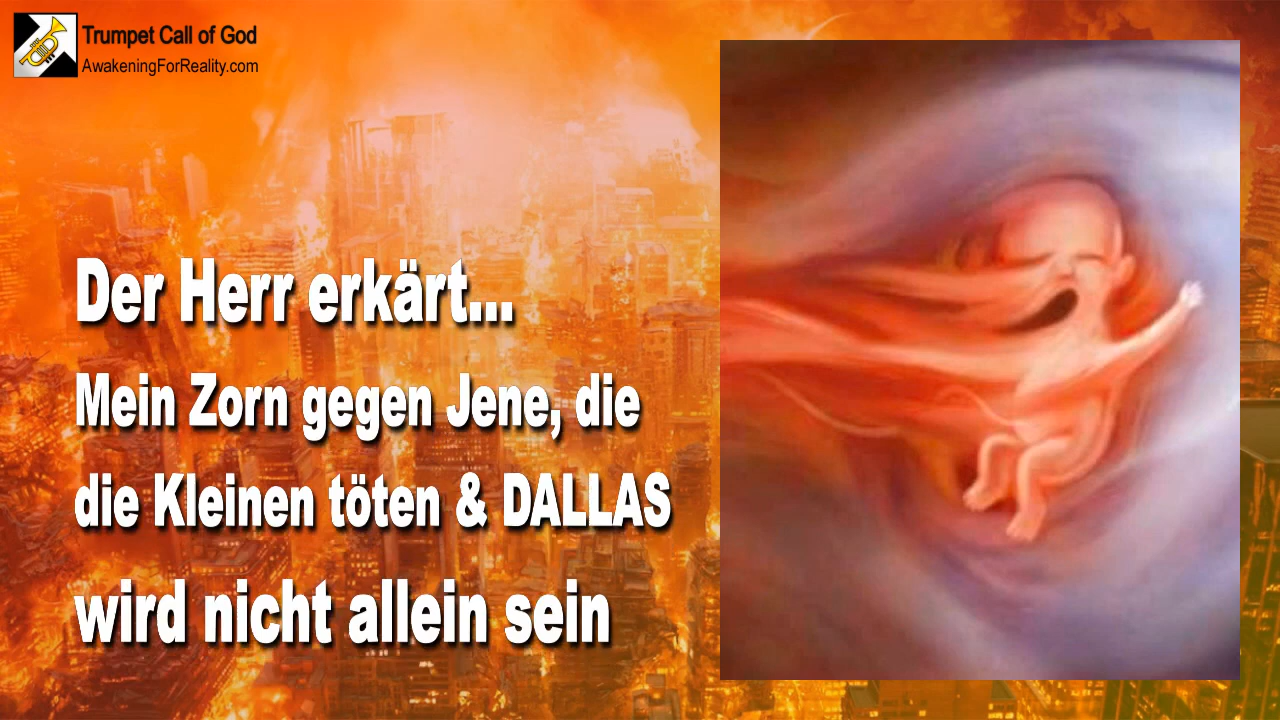 Trumpet Call of God
AwakeningForReality.com
Der Herr erkärt...
Mein Zorn gegen Jene, die
die Kleinen töten & DALLAS
wird nicht allein sein